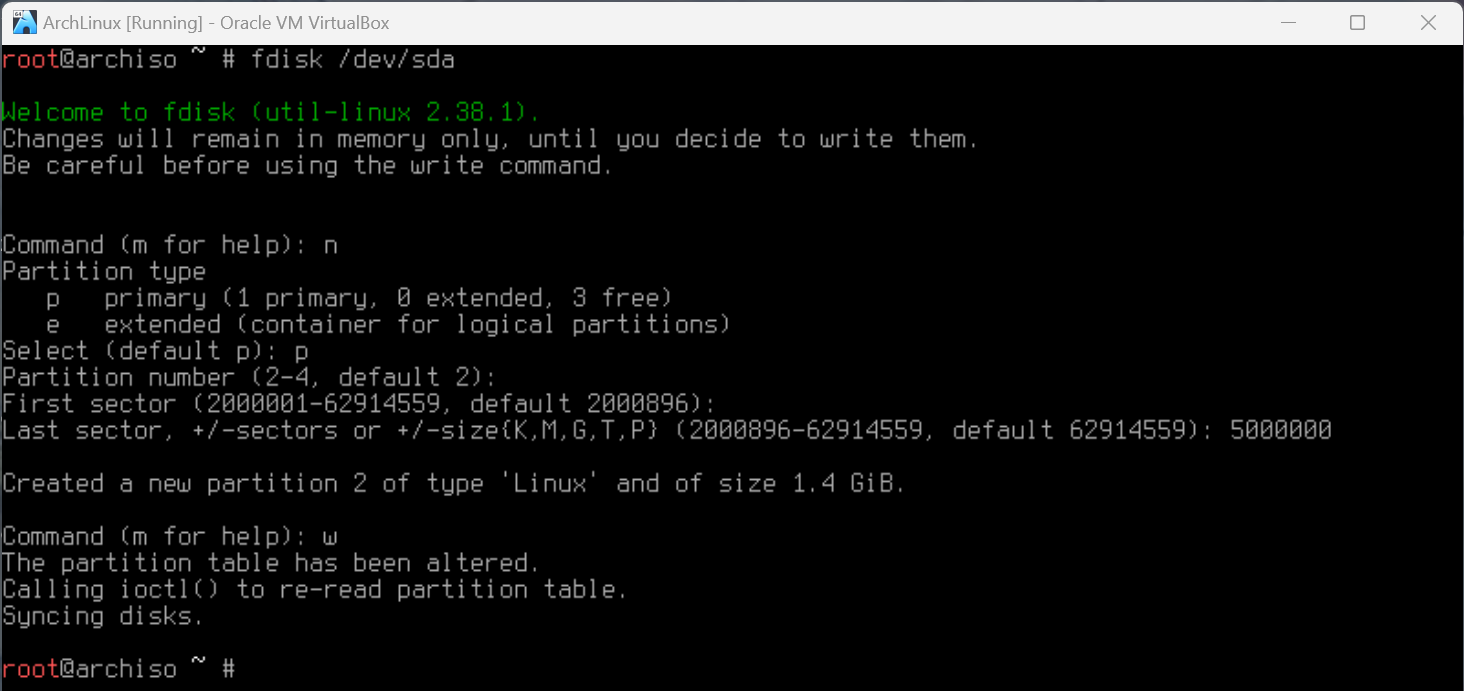 64
ArchLinux [Running] - Oracle VM VirtualBox
root@archiso ~ # fdisk /dev/sda
Welcome to fdisk (util-linux 2.38.1).
Changes will remain in memory only, until you decide to write them.
Be careful before using the write command.
Command (m for help): n
Partition type
   p   primary (1 primary, 0 extended, 3 free)
   e   extended (container for logical partitions)
Select (default p): p
Partition number (2-4, default 2):
First sector (2000001-62914559, default 2000896):
Last sector, +/-sectors or +/-size{K,M,G,T,P} (2000896-62914559, default 62914559): 5000000
Created a new partition 2 of type 'Linux' and of size 1.4 GiB.
Command (m for help): w
The partition table has been altered.
Calling ioctl() to re-read partition table.
Syncing disks.
root@archiso ~ #